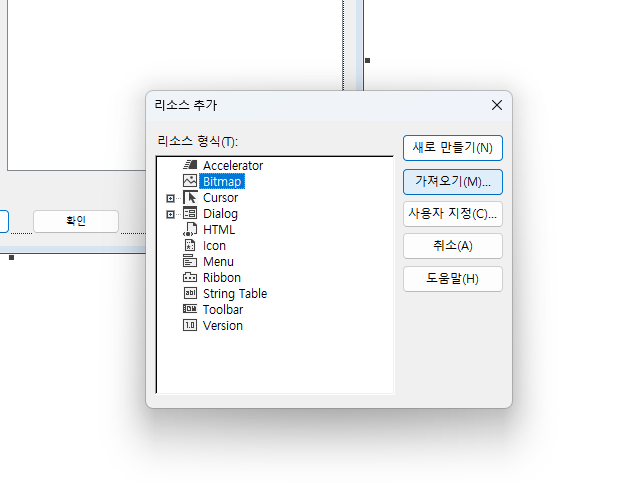 리소스 추가
리소스 형식(T):
Accelerator
Bitmap
Cursor
Dialog
HTML
Icon
Menu
Ribbon
String Table
Toolbar
Version
새로 만들기(N)
가져오기(M)...
사용자 지정(C)...
취소(A)
도움말(H)
확인